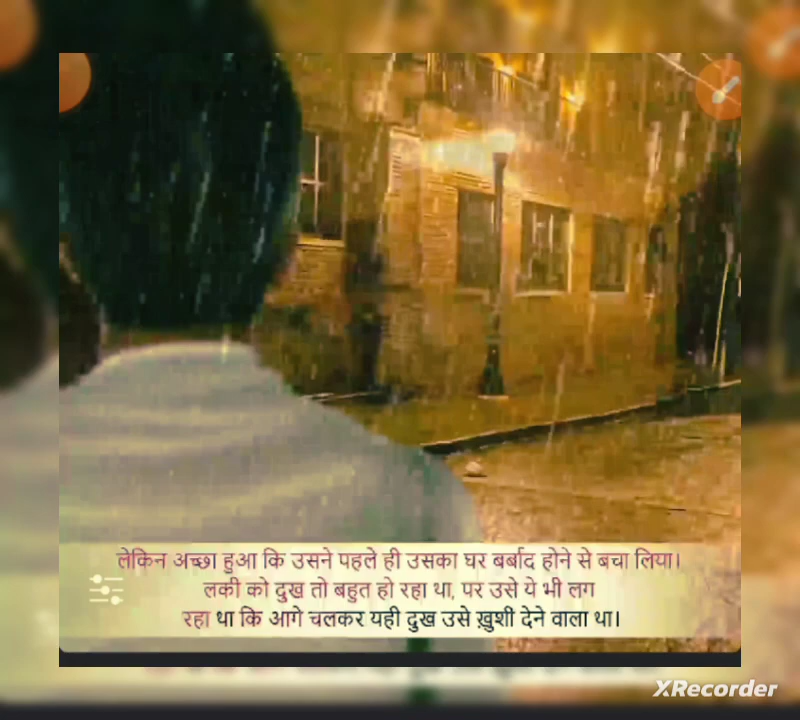 लेकिन अच्छा हुआ कि उसने पहले ही उसका घर बर्बाद होने से बचा लिया।
लकी को दुख तो बहुत हो रहा था, पर उसे ये भी लग
रहा था कि आगे चलकर यही दुख उसे ख़ुशी देने वाला था।
XRecorder